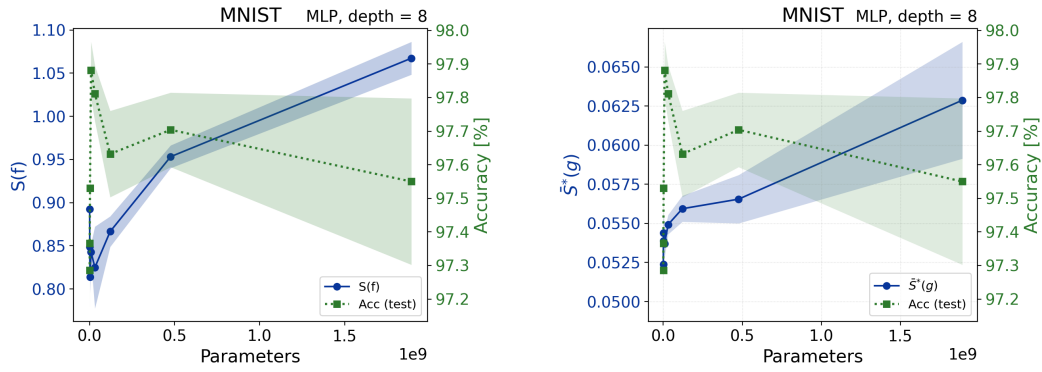 MNIST MLP, depth = 8
1.10
1.05
1.00
0.95
0.90
0.85
0.80
S(f)
98.0
97.9
97.8
97.7
97.6
97.5
97.4
97.3
97.2
Accuracy [%]
S(f)
Acc (test)
0.0 0.5 1.0 1.5
Parameters
1e9
MNIST MLP, depth = 8
0.0650
0.0625
0.0600
0.0575
0.0550
0.0525
0.0500
S̄*(g)
98.0
97.9
97.8
97.7
97.6
97.5
97.4
97.3
97.2
Accuracy [%]
S̄*(g)
Acc (test)
0.0 0.5 1.0 1.5
Parameters
1e9